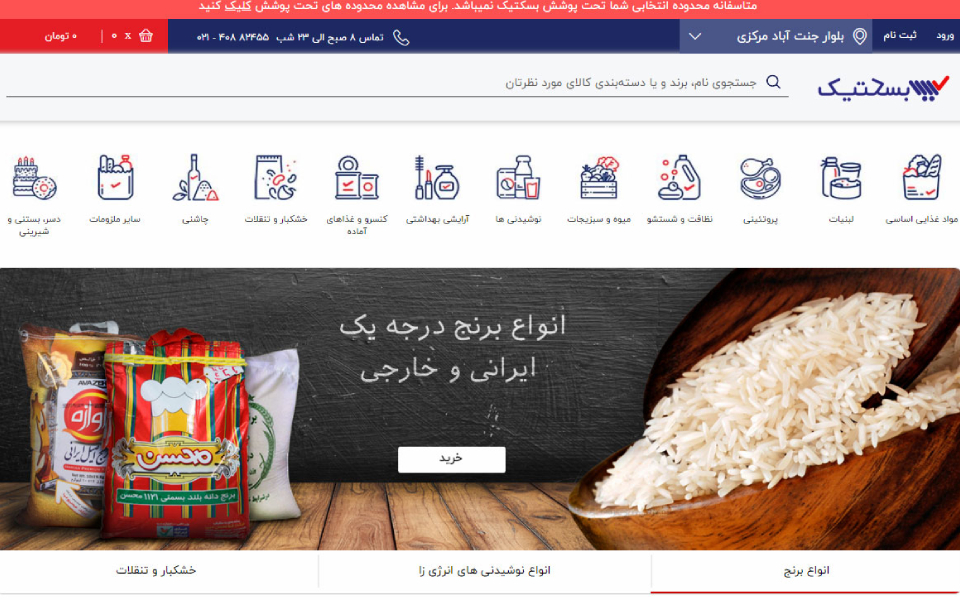 متاسفانه محدوده انتخابی شما تحت پوشش بسکتیک نمیباشد. برای مشاهده محدوده های تحت پوشش کلیک کنید
ورود
ثبت نام
بلوار جنت آباد مرکزی
تماس ۸ صبح الی ۲۳ شب ۸۲۴۵۵ ۴۰۸ - ۰۲۱
۰ x
۰ تومان
بسکتیک
جستجوی نام، برند و یا دسته‌بندی کالای مورد نظرتان
مواد غذایی اساسی
لبنیات
پروتئینی
نظافت و شستشو
میوه و سبزیجات
نوشیدنی ها
آرایشی بهداشتی
کنسرو و غذاهای
آماده
خشکبار و تنقلات
چاشنی
سایر ملزومات
دسر، بستنی و
شیرینی
انواع برنج درجه یک
ایرانی و خارجی
خرید
AVAZEH
آوازه
محسن
برنج دانه بلند بسمتی ۱۱۲۱ محسن
انواع برنج
انواع نوشیدنی های انرژی زا
خشکبار و تنقلات